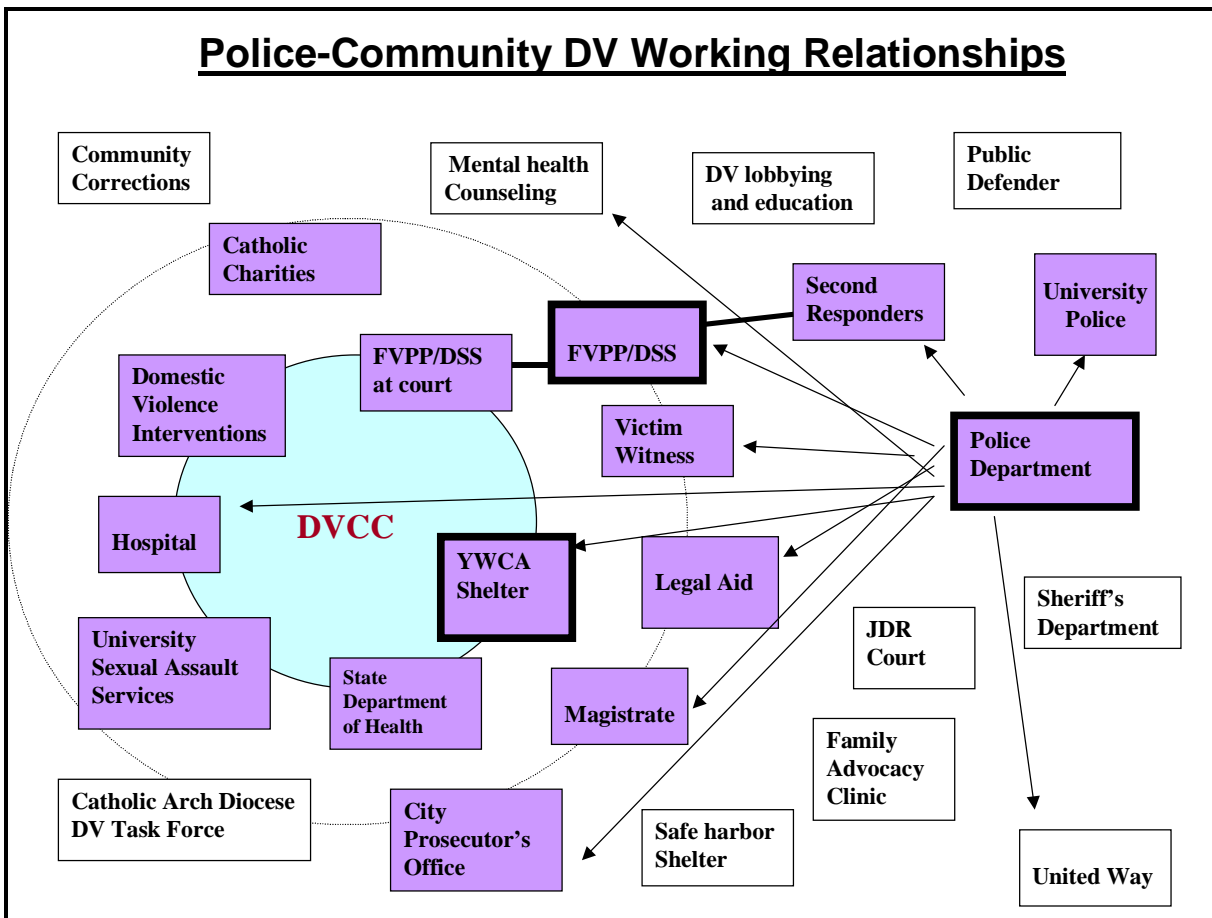 Police-Community DV Working Relationships
Community
Corrections
Mental health
Counseling
DV lobbying
and education
Public
Defender
Catholic
Charities
Second
Responders
University
Police
FVPP/DSS
FVPP/DSS
at court
Domestic
Violence
Interventions
Victim
Witness
Police
Department
Hospital
DVCC
YWCA
Shelter
Legal Aid
Sheriff's
Department
JDR
Court
University
Sexual Assault
Services
State
Department
of Health
Magistrate
Family
Advocacy
Clinic
Catholic Arch Diocese
DV Task Force
City
Prosecutor's
Office
Safe harbor
Shelter
United Way